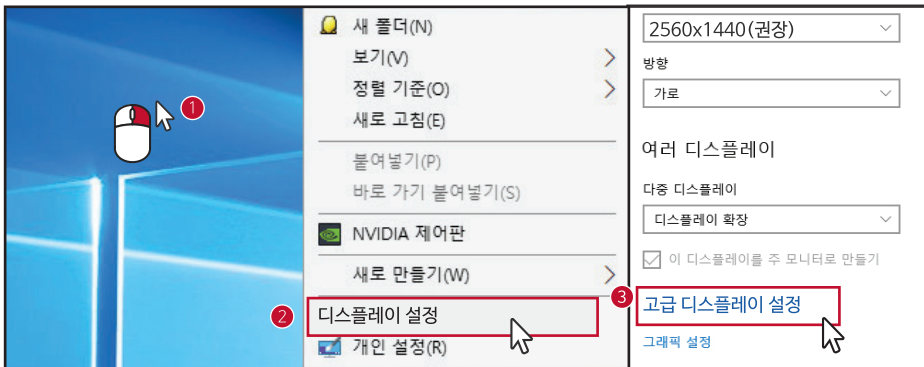 1
새 폴더(N)
보기(V)
정렬 기준(O)
새로 고침(E)
붙여넣기(P)
바로 가기 붙여넣기(S)
NVIDIA 제어판
새로 만들기(W)
2
디스플레이 설정
개인 설정(R)
2560x1440(권장)
방향
가로
여러 디스플레이
다중 디스플레이
디스플레이 확장
이 디스플레이를 주 모니터로 만들기
3
고급 디스플레이 설정
그래픽 설정